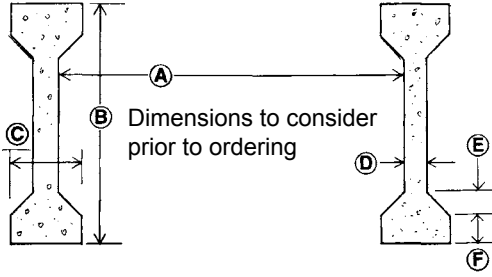 A
B
C
Dimensions to consider
prior to ordering
D
E
F